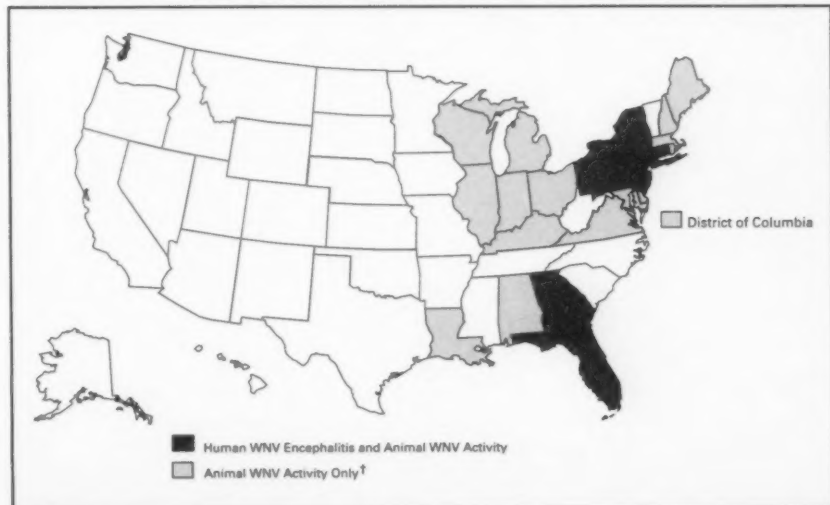 District of Columbia
Human WNV Encephalitis and Animal WNV Activity
Animal WNV Activity Only†